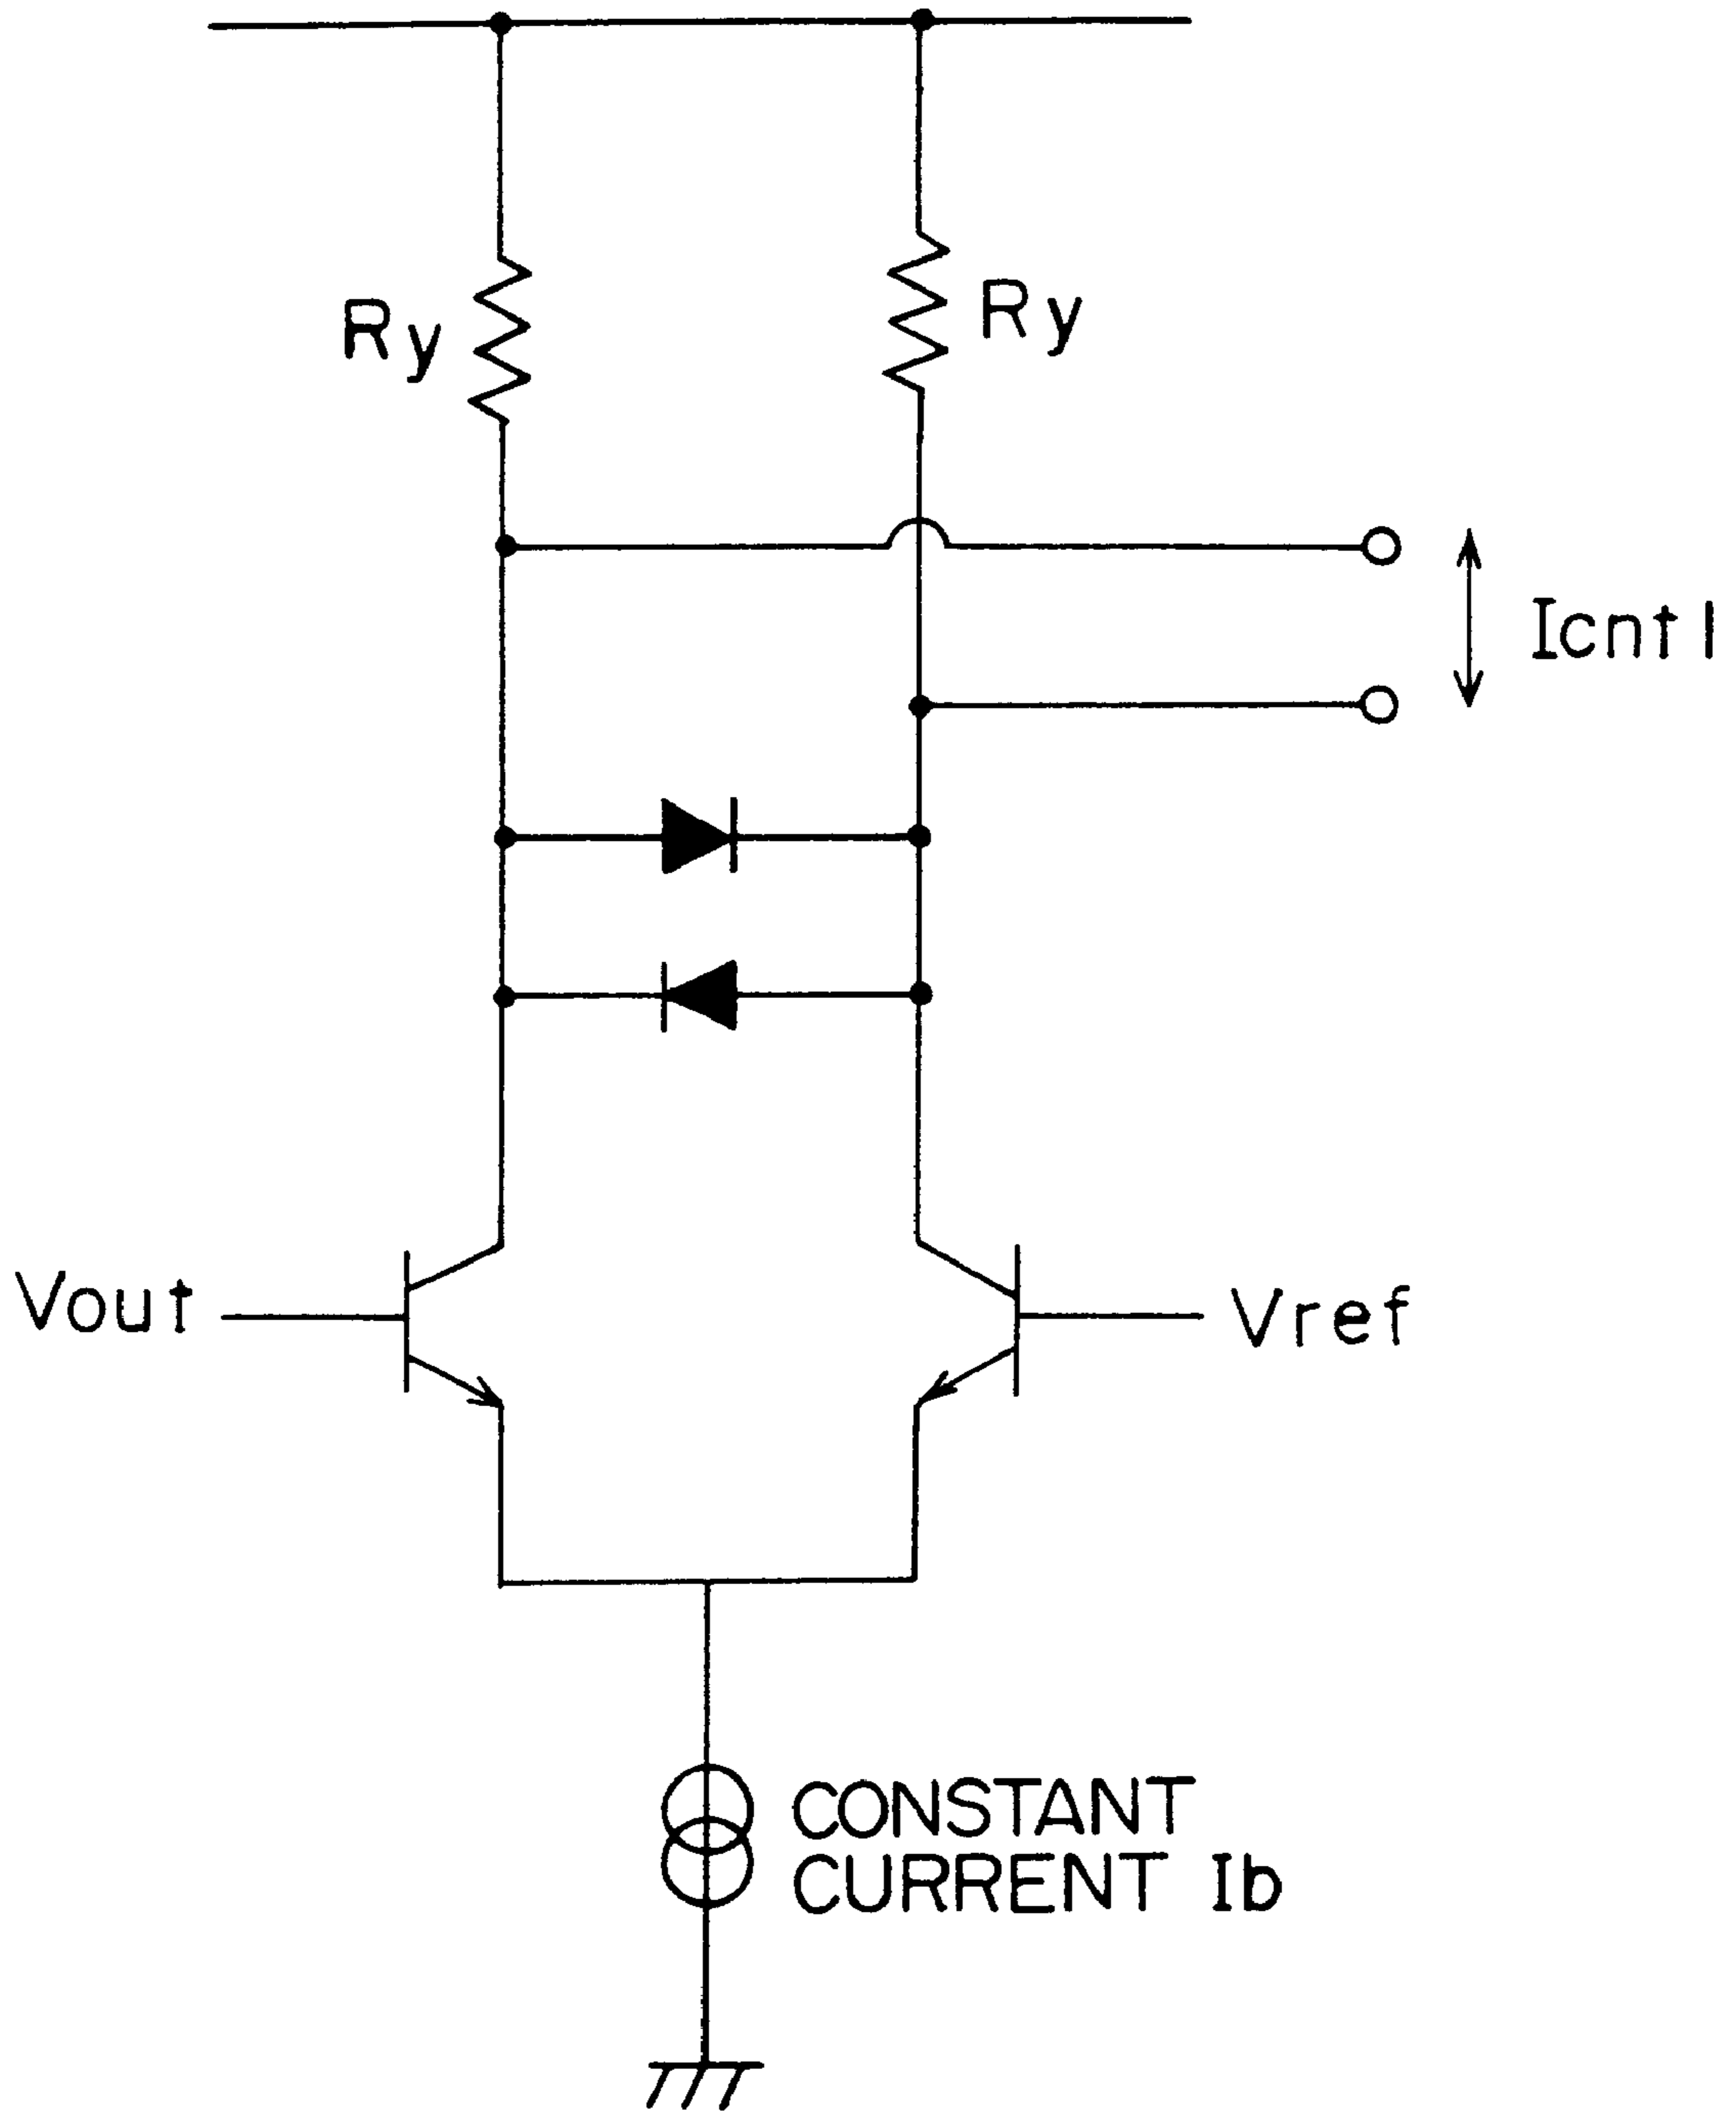 Ry
Ry
Icntl
Vout
Vref
CONSTANT
CURRENT Ib